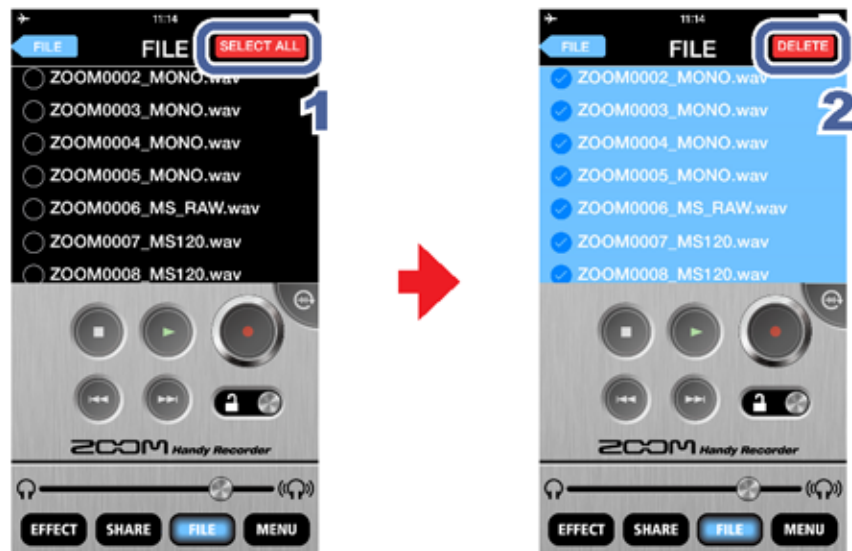 11:14
FILE
FILE
SELECT ALL
ZOOM0002_MONO.wav
ZOOM0003_MONO.wav
ZOOM0004_MONO.wav
ZOOM0005_MONO.wav
ZOOM0006_MS_RAW.wav
ZOOM0007_MS120.wav
ZOOM0008_MS120.wav
1
ZOOM Handy Recorder
EFFECT
SHARE
FILE
MENU
11:14
FILE
FILE
DELETE
ZOOM0002_MONO.wav
ZOOM0003_MONO.wav
ZOOM0004_MONO.wav
ZOOM0005_MONO.wav
ZOOM0006_MS_RAW.wav
ZOOM0007_MS120.wav
ZOOM0008_MS120.wav
2
ZOOM Handy Recorder
EFFECT
SHARE
FILE
MENU